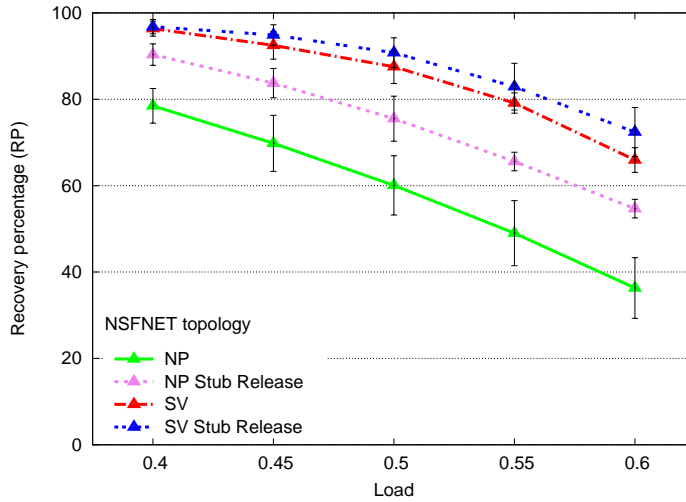 100
80
60
40
20
0
Recovery percentage (RP)
NSFNET topology
NP
NP Stub Release
SV
SV Stub Release
0.4
0.45
0.5
0.55
0.6
Load